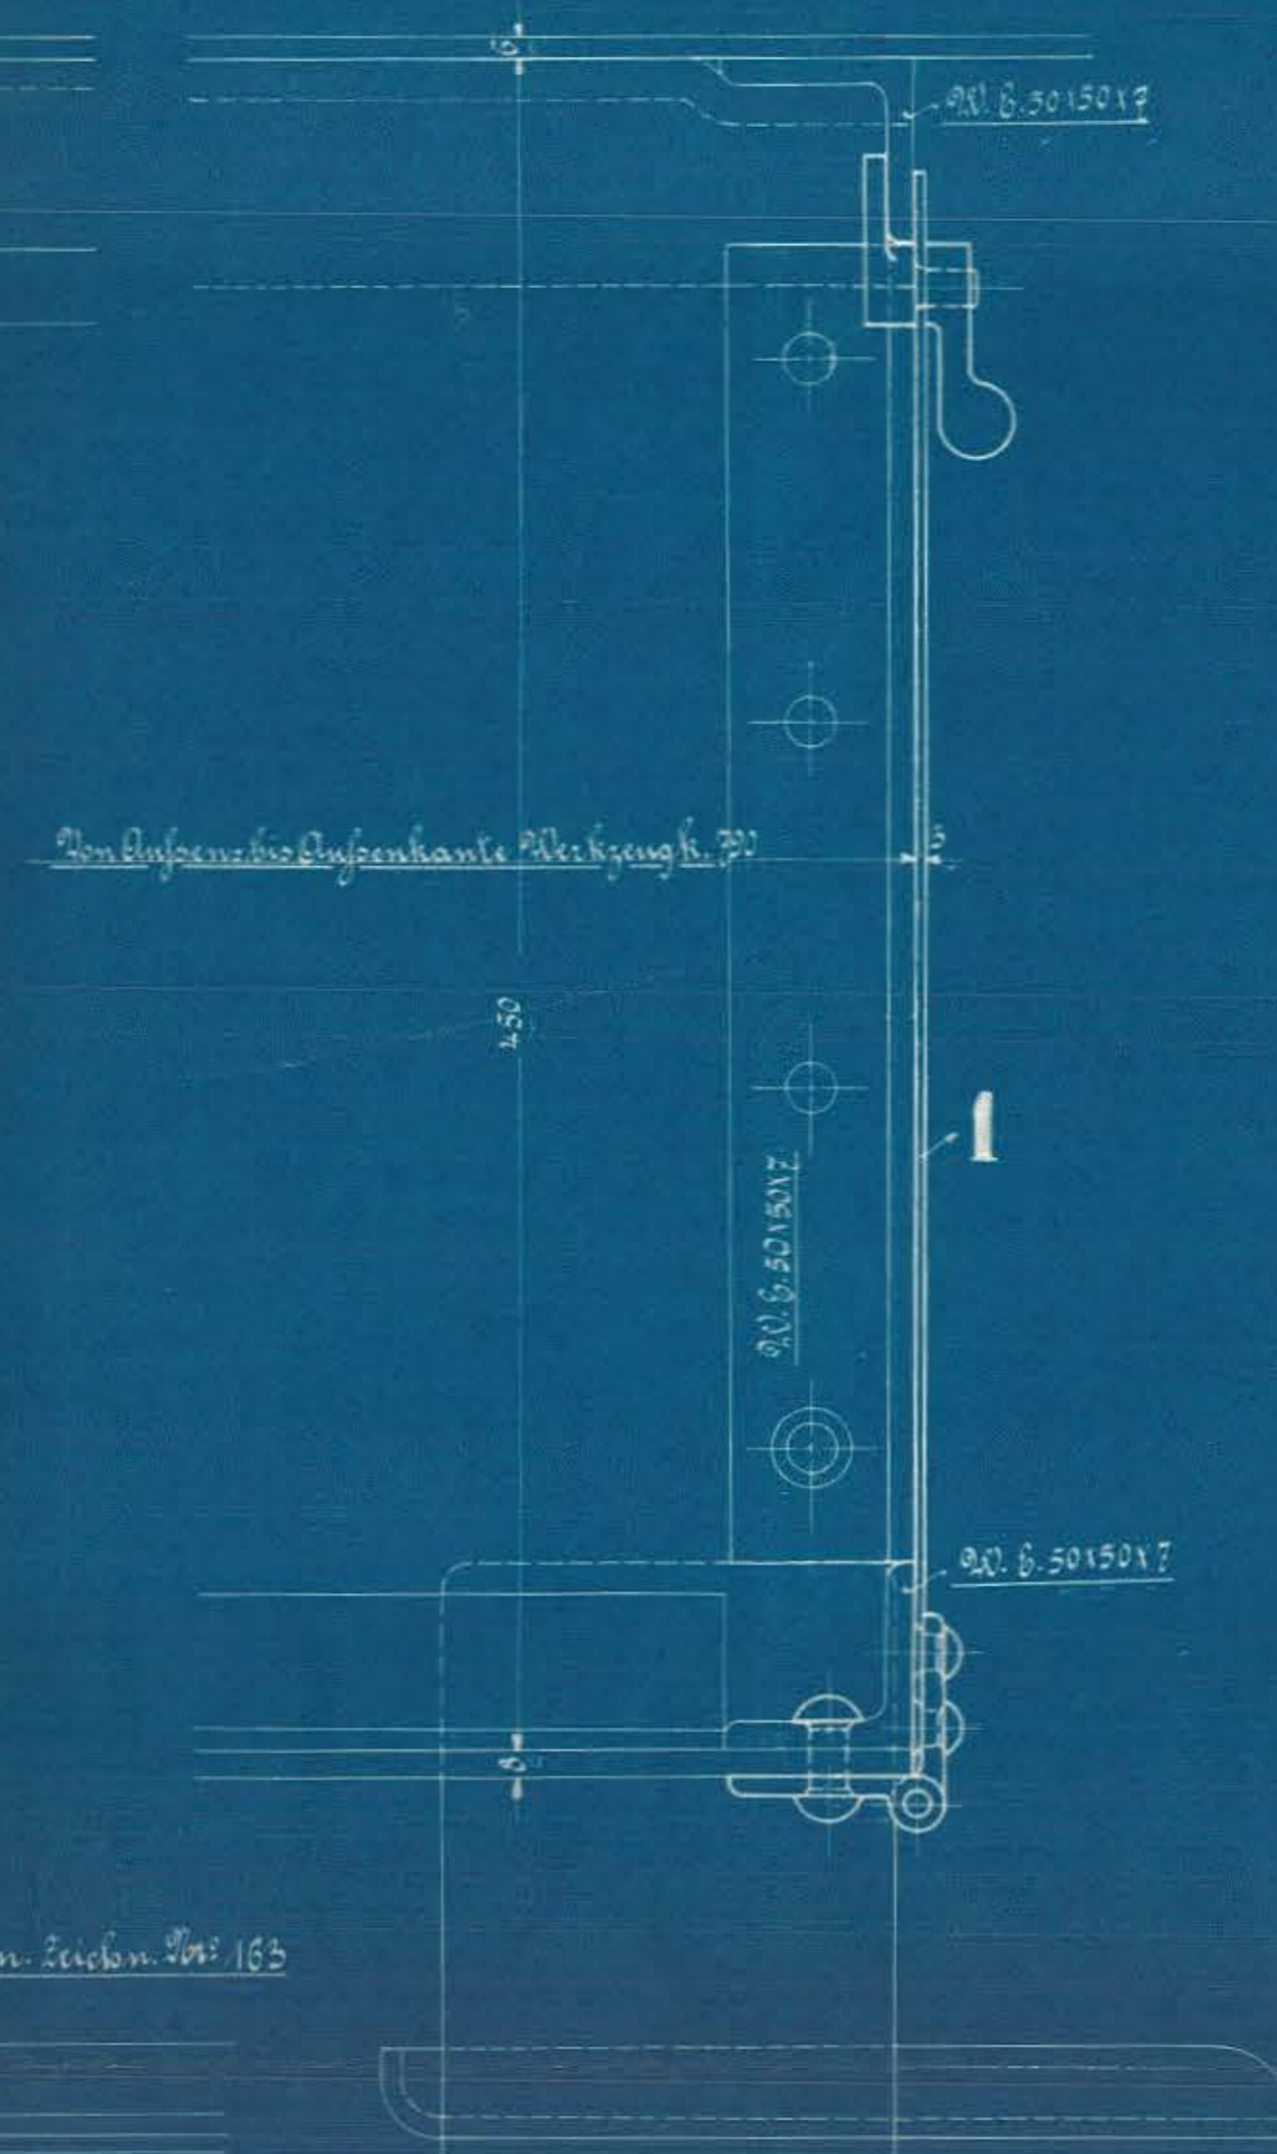 6
W. E. 50x50x7
Von Aussen= bis Aussenkante Werkzeugk. 790
5
450
1
W. E. 50x50x7
W. E. 50x50x7
8
n. Zeichn. Nr. 163